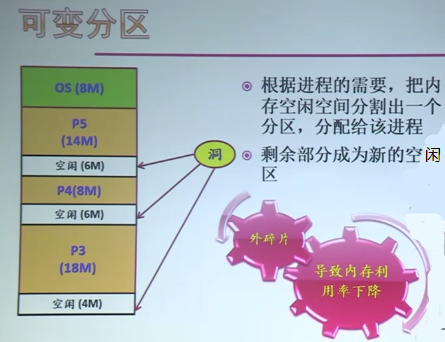 可变分区
OS (8M)
P5
(14M)
空闲 (6M)
P4(8M)
空闲 (6M)
P3
(18M)
空闲 (4M)
洞
根据进程的需要，把内
存空闲空间分割出一个
分区，分配给该进程
剩余部分成为新的空闲
区
外碎片
导致内存利
用率下降